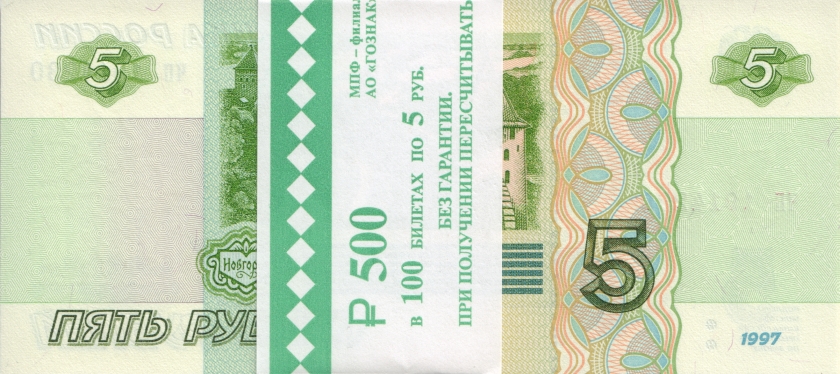 5
5
МПФ – филиал
АО «ГОЗНАК»
₽ 500
в 100 БИЛЕТАХ по 5 РУБ.
БЕЗ ГАРАНТИИ.
ПРИ ПОЛУЧЕНИИ ПЕРЕСЧИТЫВАТЬ
5
ПЯТЬ
1997